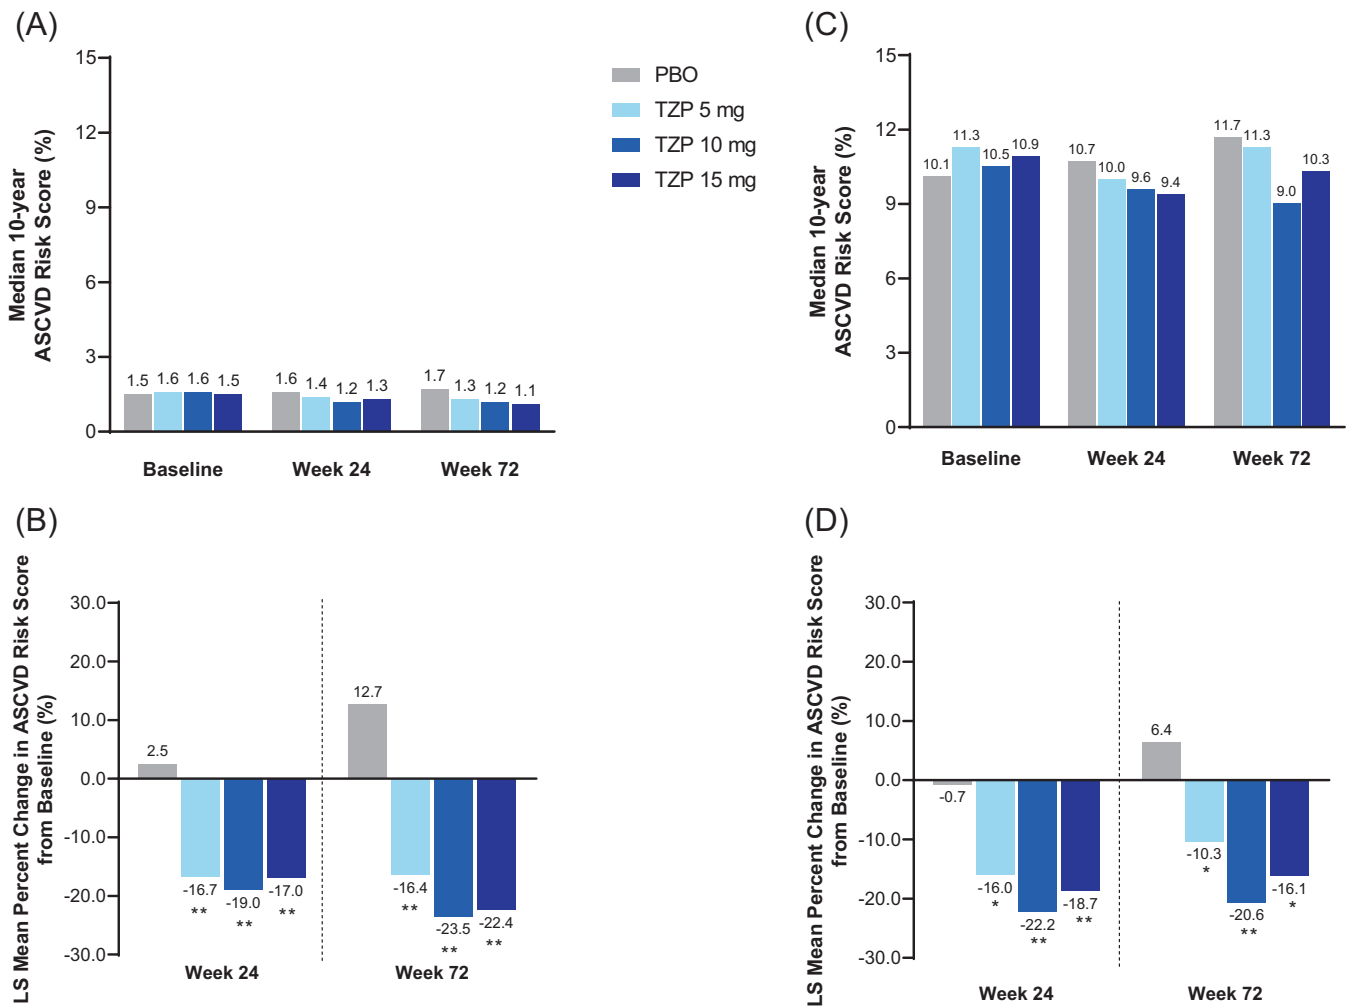 (A)
Median 10-year
ASCVD Risk Score (%)
15
12
9
6
3
0
1.5 1.6 1.6 1.5
1.6 1.4 1.2 1.3
1.7 1.3 1.2 1.1
Baseline Week 24 Week 72
PBO
TZP 5 mg
TZP 10 mg
TZP 15 mg
(C)
Median 10-year
ASCVD Risk Score (%)
15
12
9
6
3
0
10.1 11.3 10.5 10.9
10.7 10.0 9.6 9.4
11.7 11.3 9.0 10.3
Baseline Week 24 Week 72
(B)
LS Mean Percent Change in ASCVD Risk Score
from Baseline (%)
30.0
20.0
10.0
0.0
-10.0
-20.0
-30.0
2.5 -16.7 -19.0 -17.0
** ** **
12.7 -16.4 -23.5 -22.4
** ** **
Week 24 Week 72
(D)
LS Mean Percent Change in ASCVD Risk Score
from Baseline (%)
30.0
20.0
10.0
0.0
-10.0
-20.0
-30.0
-0.7 -16.0 -22.2 -18.7
* ** **
6.4 -10.3 -20.6 -16.1
* ** *
Week 24 Week 72